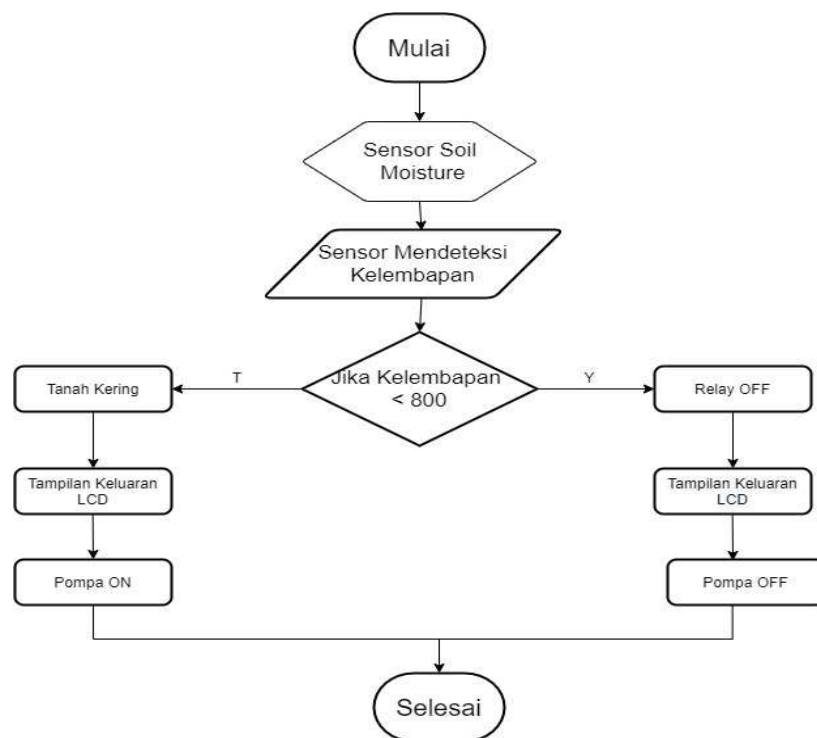 Mulai
Sensor Soil
Moisture
Sensor Mendeteksi
Kelembapan
Jika Kelembapan
< 800
T
Y
Tanah Kering
Relay OFF
Tampilan Keluaran
LCD
Tampilan Keluaran
LCD
Pompa ON
Pompa OFF
Selesai